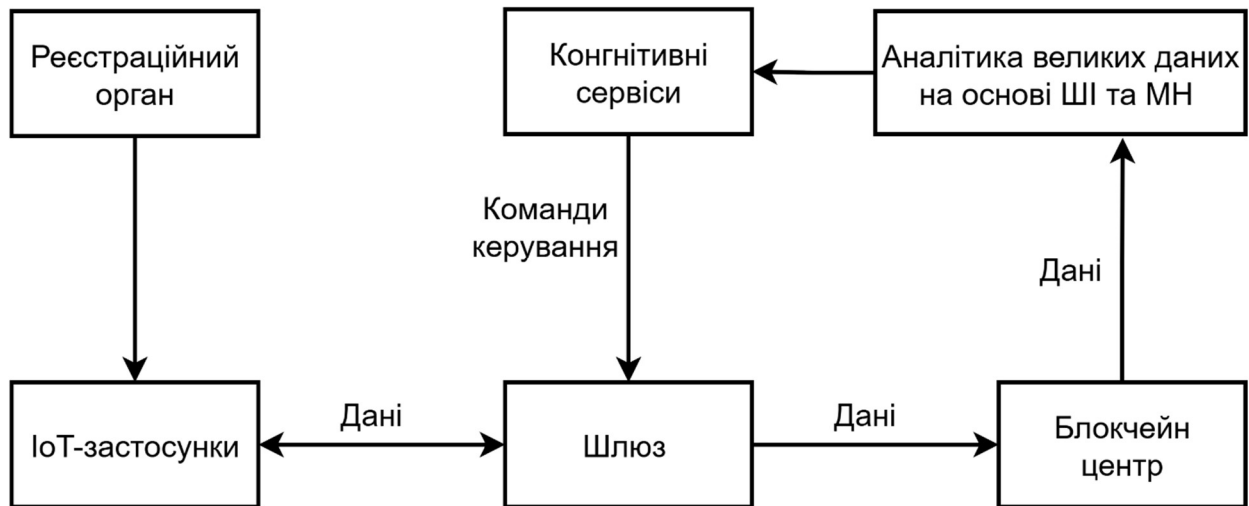 Реєстраційний
орган
Конгнітивні
сервіси
Аналітика великих даних
на основі ШІ та МН
Команди
керування
Дані
IoT-застосунки
Дані
Шлюз
Дані
Блокчейн
центр